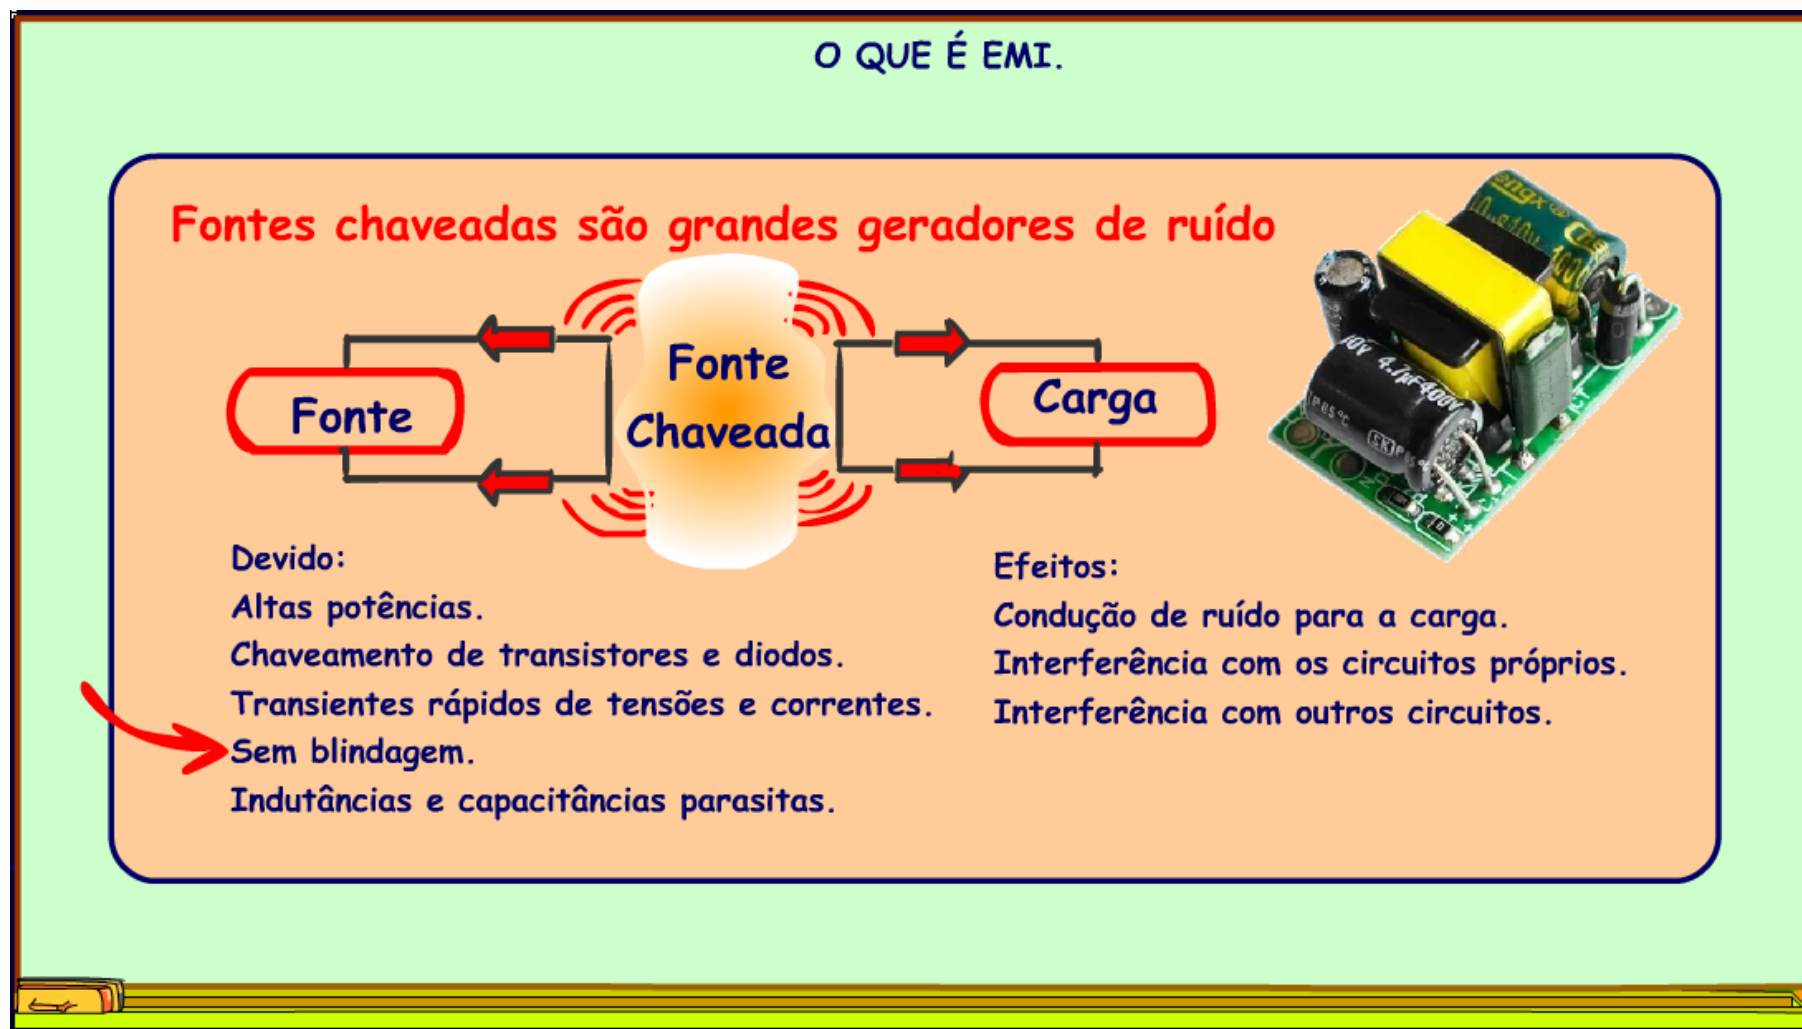 O QUE É EMI.
Fontes chaveadas são grandes geradores de ruído
Fonte
Fonte
Chaveada
Carga
4.7µF400V
Devido:
Altas potências.
Chaveamento de transistores e diodos.
Transientes rápidos de tensões e correntes.
Sem blindagem.
Indutâncias e capacitâncias parasitas.
Efeitos:
Condução de ruído para a carga.
Interferência com os circuitos próprios.
Interferência com outros circuitos.